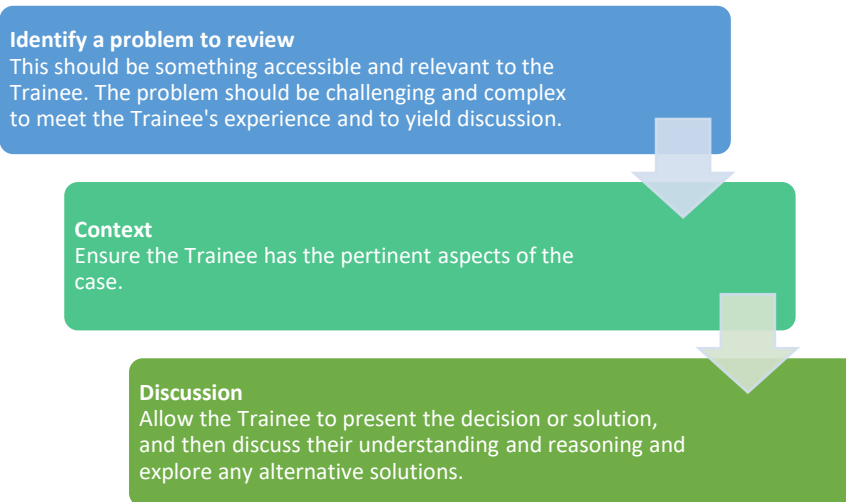 Identify a problem to review
This should be something accessible and relevant to the
Trainee. The problem should be challenging and complex
to meet the Trainee's experience and to yield discussion.
Context
Ensure the Trainee has the pertinent aspects of the
case.
Discussion
Allow the Trainee to present the decision or solution,
and then discuss their understanding and reasoning and
explore any alternative solutions.